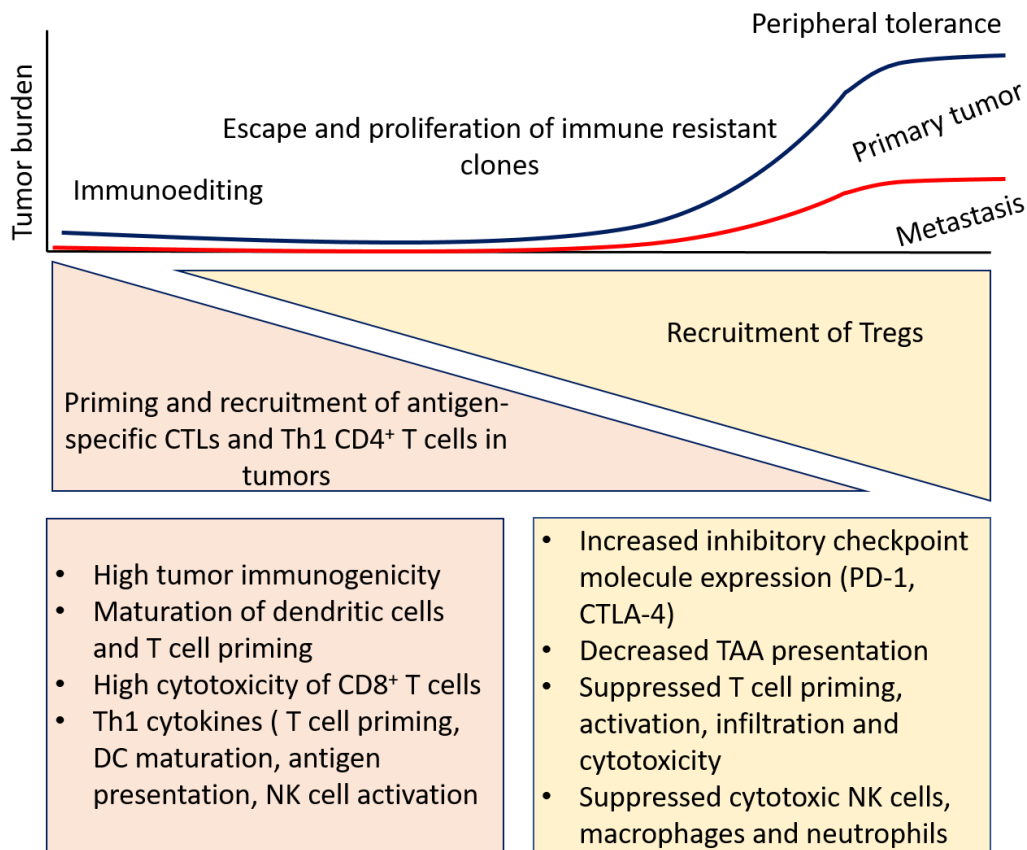 Peripheral tolerance
Tumor burden
Escape and proliferation of immune resistant
clones
Primary tumor
Immunoediting
Metastasis
Recruitment of Tregs
Priming and recruitment of antigen-
specific CTLs and Th1 CD4⁺ T cells in
tumors
• High tumor immunogenicity
• Maturation of dendritic cells
and T cell priming
• High cytotoxicity of CD8⁺ T cells
• Th1 cytokines ( T cell priming,
DC maturation, antigen
presentation, NK cell activation
• Increased inhibitory checkpoint
molecule expression (PD-1,
CTLA-4)
• Decreased TAA presentation
• Suppressed T cell priming,
activation, infiltration and
cytotoxicity
• Suppressed cytotoxic NK cells,
macrophages and neutrophils